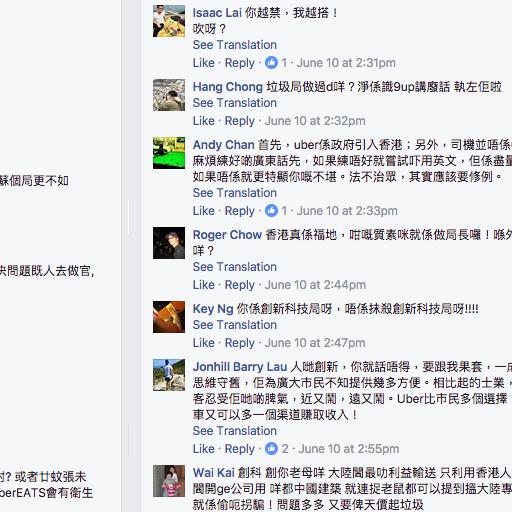 蘇個局更不如
央問題既人去做官,
討? 或者廿蚊張未
berEATS會有衛生
Isaac Lai 你越禁，我越搭！
吹呀？
See Translation
Like · Reply · 1 · June 10 at 2:31pm
Hang Chong 垃圾局做過d咩？淨係識9up講廢話 執左佢啦
See Translation
Like · Reply · June 10 at 2:32pm
Andy Chan 首先，uber係政府引入香港；另外，司機並唔係
麻煩練好啲廣東話先，如果練唔好就嘗試吓用英文，但係盡量
如果唔係就更特顯你嘅不堪。法不治眾，其實應該要修例。
See Translation
Like · Reply · 1 · June 10 at 2:33pm
Roger Chow 香港真係福地，咁嘅質素咪就係做局長囉！喺外
咩？
See Translation
Like · Reply · June 10 at 2:44pm
Key Ng 你係創新科技局呀，唔係抹殺創新科技局呀!!!!
See Translation
Like · Reply · June 10 at 2:47pm
Jonhill Barry Lau 人哋創新，你就話唔得，要跟我果套，一成
思維守舊，佢為廣大市民不知提供幾多方便。相比起的士業，
客忍受佢哋啲脾氣，近又鬧，遠又鬧。Uber比市民多個選擇
車又可以多一個渠道賺取收入！
See Translation
Like · Reply · 2 · June 10 at 2:55pm
Wai Kai 創科 創你老母咩 大陸閪最叻利益輸送 只利用香港人
閪開ge公司用 咩都中國建築 就連捉老鼠都可以提到搵大陸專
就係偷呃拐騙！問題多多 又要俾天價起垃圾